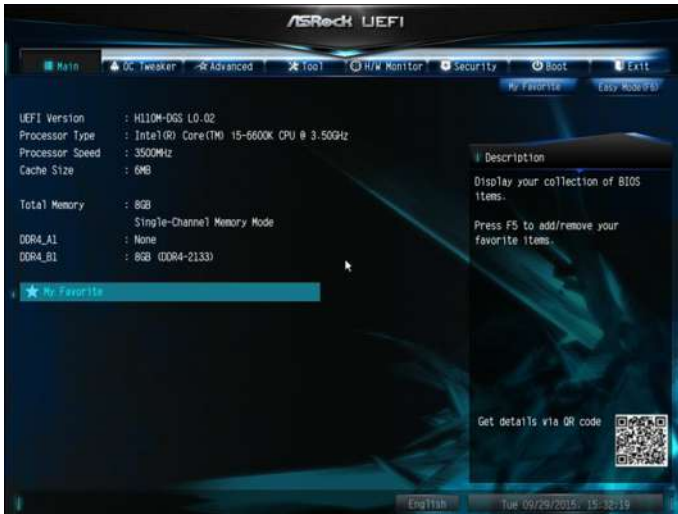 ASRock UEFI
Main OC Tweaker Advanced Tool H/W Monitor Security Boot Exit
My Favorite Easy Mode(F6)
UEFI Version : H110M-DGS L0.02
Processor Type : Intel(R) Core(TM) i5-6600K CPU @ 3.50GHz
Processor Speed : 3500MHz
Cache Size : 6MB
Total Memory : 8GB
Single-Channel Memory Mode
DDR4_A1 : None
DDR4_B1 : 8GB (DDR4-2133)
My Favorite
Description
Display your collection of BIOS
items.
Press F5 to add/remove your
favorite items.
Get details via QR code
English Tue 09/29/2015, 15:32:19